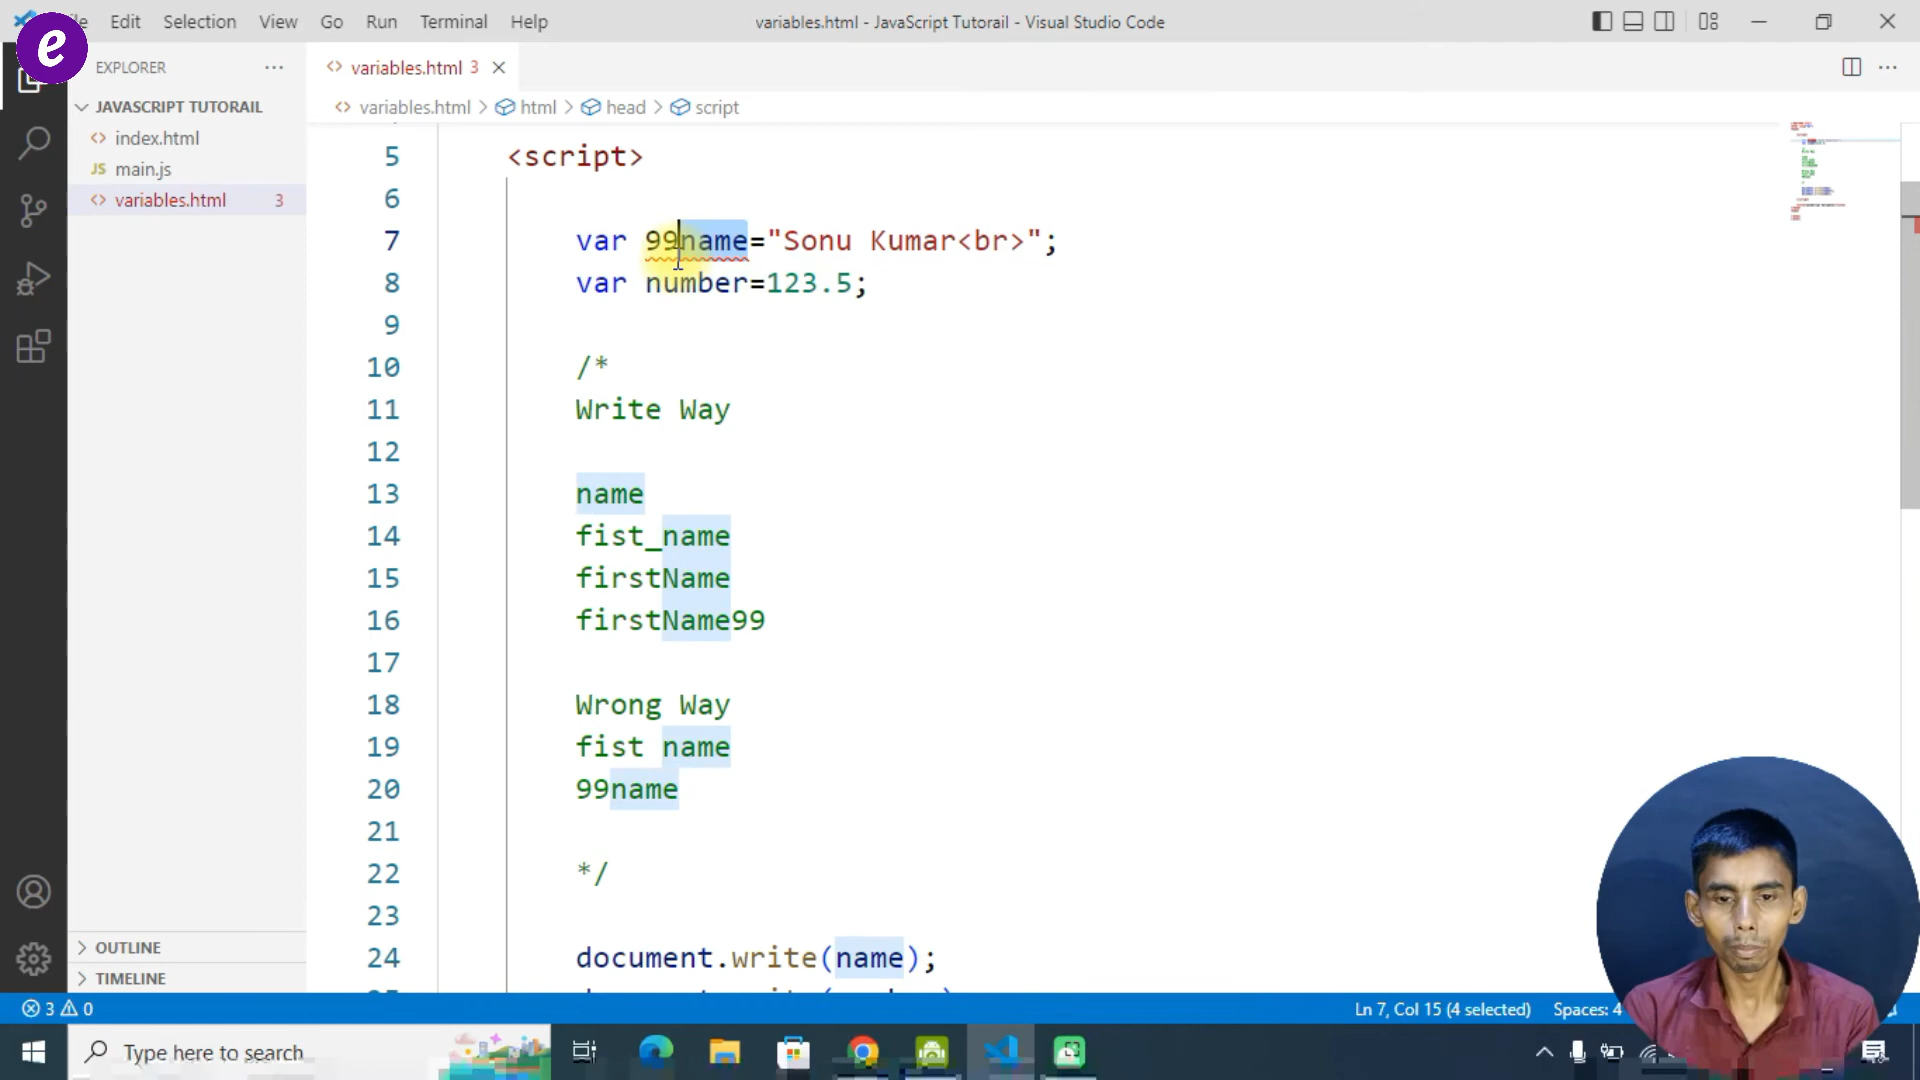 e
Edit Selection View Go Run Terminal Help
variables.html - JavaScript Tutorail - Visual Studio Code
EXPLORER
variables.html 3
JAVASCRIPT TUTORAIL
variables.html > html > head > script
index.html
JS main.js
variables.html 3
5 <script>
6
7 var 99name="Sonu Kumar<br>";
8 var number=123.5;
9
10 /*
11 Write Way
12
13 name
14 fist_name
15 firstName
16 firstName99
17
18 Wrong Way
19 fist name
20 99name
21
22 */
23
24 document.write(name);
OUTLINE
TIMELINE
3 0
Ln 7, Col 15 (4 selected) Spaces: 4
Type here to search